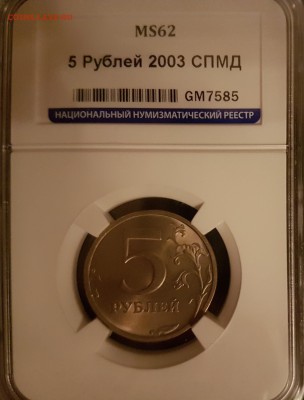 MS62
5 Рублей 2003 СПМД
GM7585
НАЦИОНАЛЬНЫЙ НУМИЗМАТИЧЕСКИЙ РЕЕСТР
5
РУБЛЕЙ